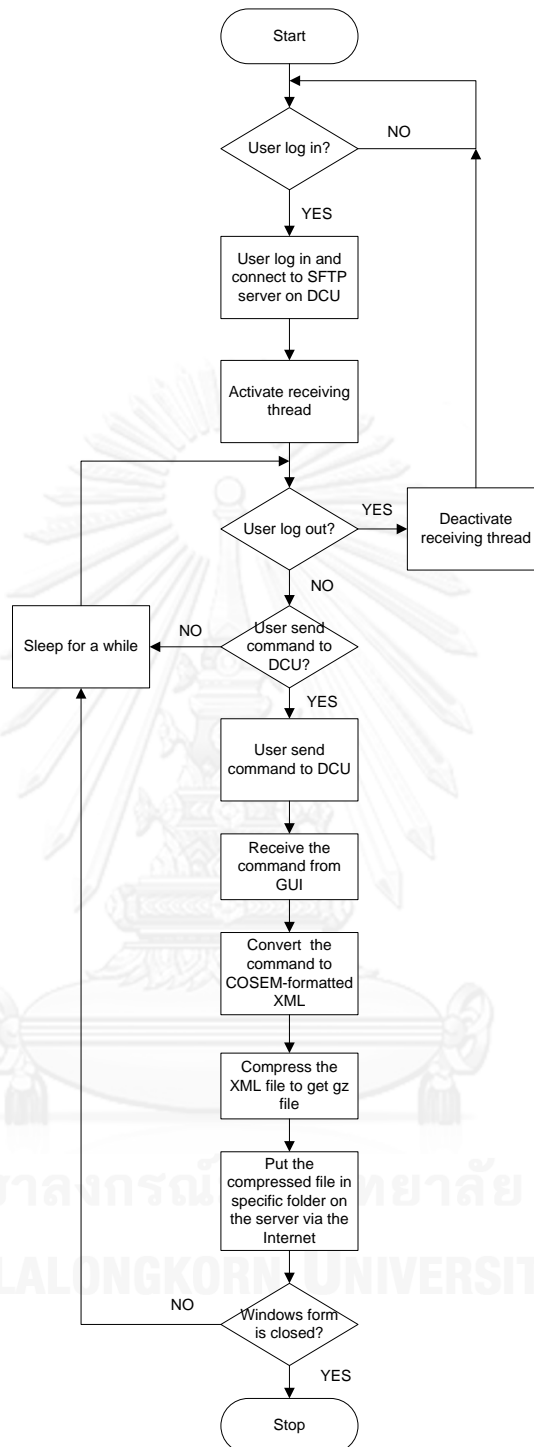 Start
User log in?
NO
YES
User log in and
connect to SFTP
server on DCU
Activate receiving
thread
User log out?
YES
Deactivate
receiving thread
NO
Sleep for a while
NO
User send
command to
DCU?
YES
User send
command to DCU
Receive the
command from
GUI
Convert the
command to
COSEM-formatted
XML
Compress the
XML file to get gz
file
Put the
compressed file in
specific folder on
the server via the
Internet
NO
Windows form
is closed?
YES
Stop